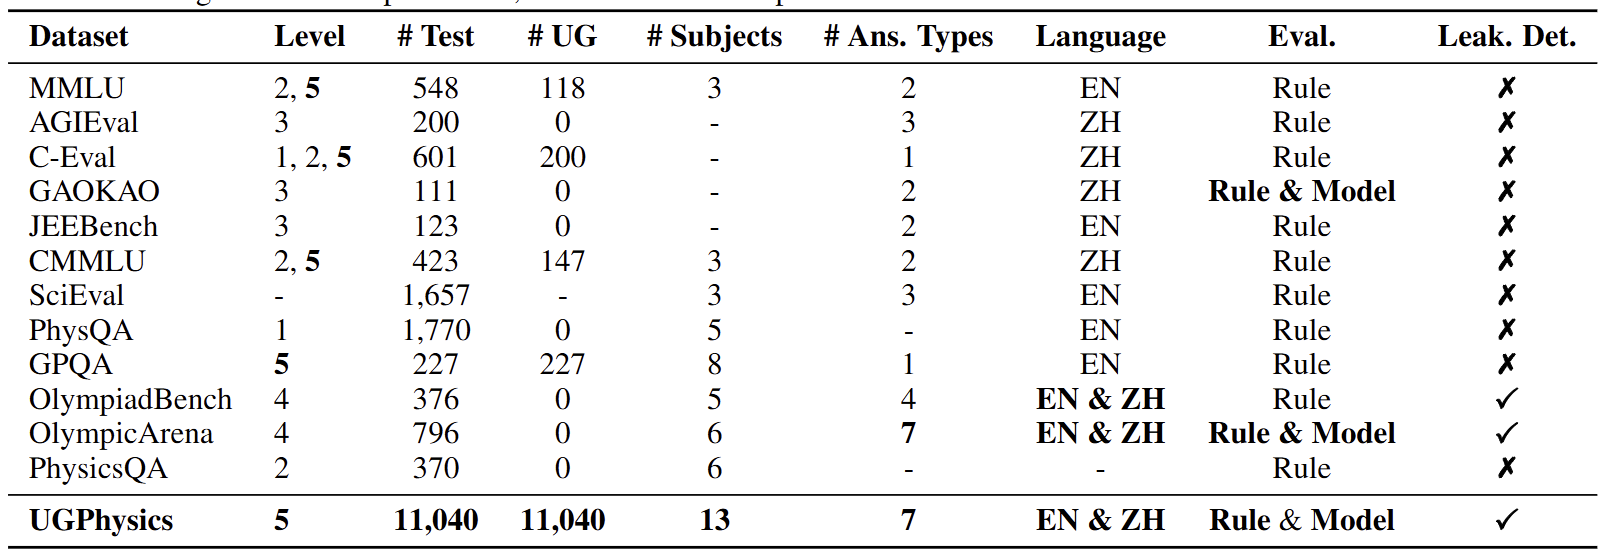 Dataset Level # Test # UG # Subjects # Ans. Types Language Eval. Leak. Det.
MMLU 2, 5 548 118 3 2 EN Rule ✗
AGIEval 3 200 0 - 3 ZH Rule ✗
C-Eval 1, 2, 5 601 200 - 1 ZH Rule ✗
GAOKAO 3 111 0 - 2 ZH Rule & Model ✗
JEEBench 3 123 0 - 2 EN Rule ✗
CMMLU 2, 5 423 147 3 2 ZH Rule ✗
SciEval - 1,657 - 3 3 EN Rule ✗
PhysQA 1 1,770 0 5 - EN Rule ✗
GPQA 5 227 227 8 1 EN Rule ✗
OlympiadBench 4 376 0 5 4 EN & ZH Rule ✓
OlympicArena 4 796 0 6 7 EN & ZH Rule & Model ✓
PhysicsQA 2 370 0 6 - - Rule ✗
UGPhysics 5 11,040 11,040 13 7 EN & ZH Rule & Model ✓